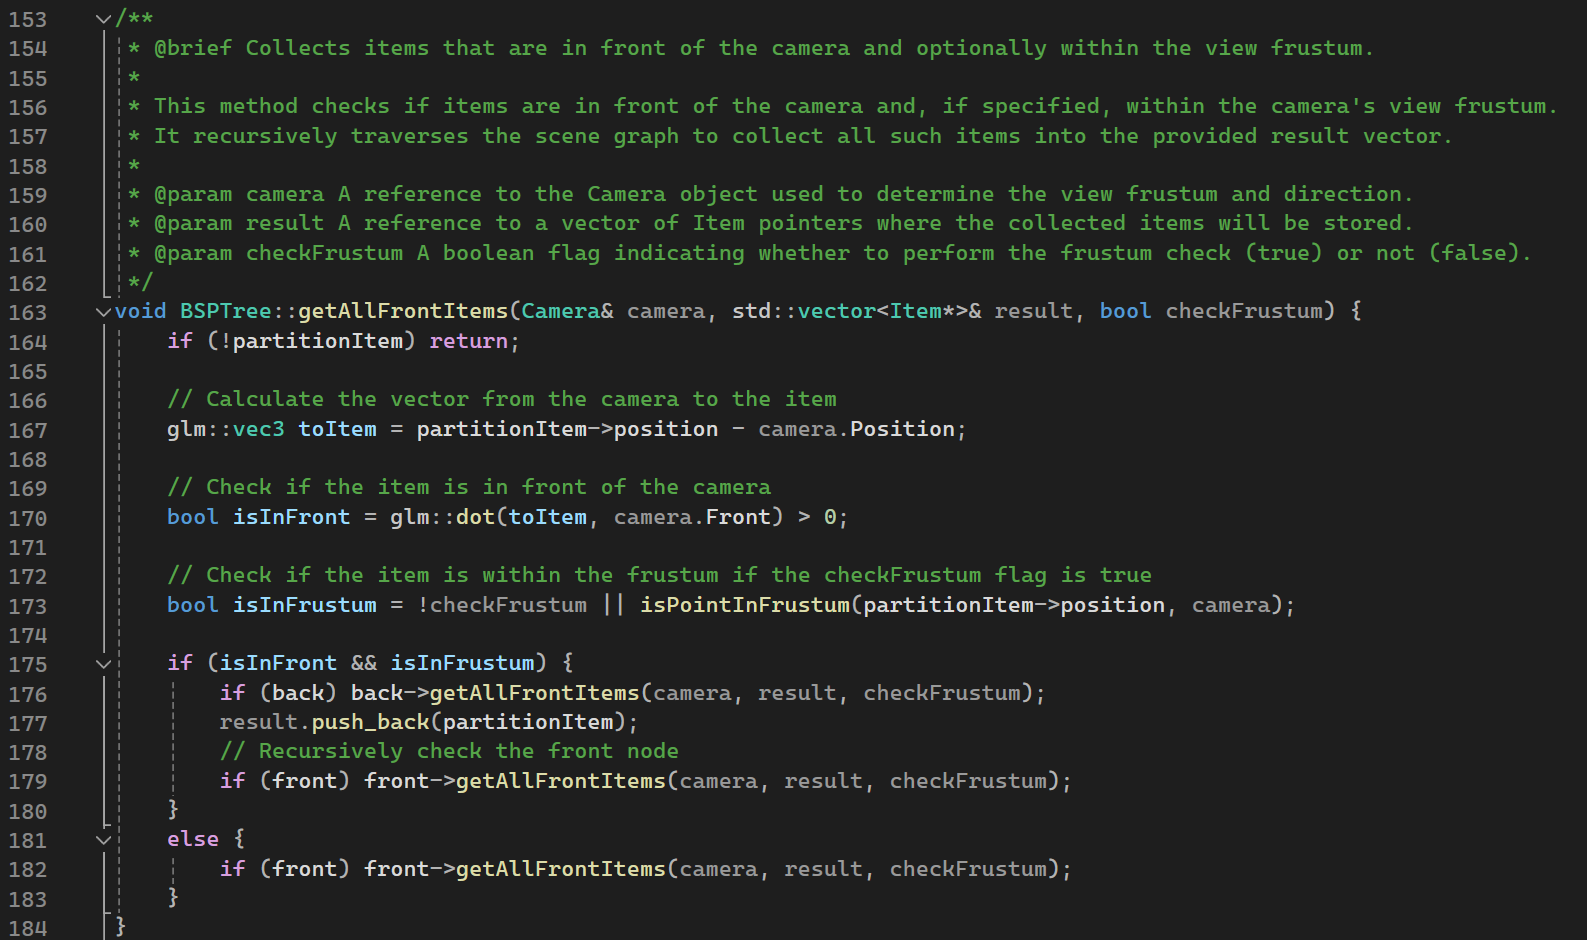 153 /**
154 * @brief Collects items that are in front of the camera and optionally within the view frustum.
155 *
156 * This method checks if items are in front of the camera and, if specified, within the camera's view frustum.
157 * It recursively traverses the scene graph to collect all such items into the provided result vector.
158 *
159 * @param camera A reference to the Camera object used to determine the view frustum and direction.
160 * @param result A reference to a vector of Item pointers where the collected items will be stored.
161 * @param checkFrustum A boolean flag indicating whether to perform the frustum check (true) or not (false).
162 */
163 void BSPTree::getAllFrontItems(Camera& camera, std::vector<Item*>& result, bool checkFrustum) {
164 if (!partitionItem) return;
165
166 // Calculate the vector from the camera to the item
167 glm::vec3 toItem = partitionItem->position - camera.Position;
168
169 // Check if the item is in front of the camera
170 bool isInFront = glm::dot(toItem, camera.Front) > 0;
171
172 // Check if the item is within the frustum if the checkFrustum flag is true
173 bool isInFrustum = !checkFrustum || isPointInFrustum(partitionItem->position, camera);
174
175 if (isInFront && isInFrustum) {
176 if (back) back->getAllFrontItems(camera, result, checkFrustum);
177 result.push_back(partitionItem);
178 // Recursively check the front node
179 if (front) front->getAllFrontItems(camera, result, checkFrustum);
180 }
181 else {
182 if (front) front->getAllFrontItems(camera, result, checkFrustum);
183 }
184 }